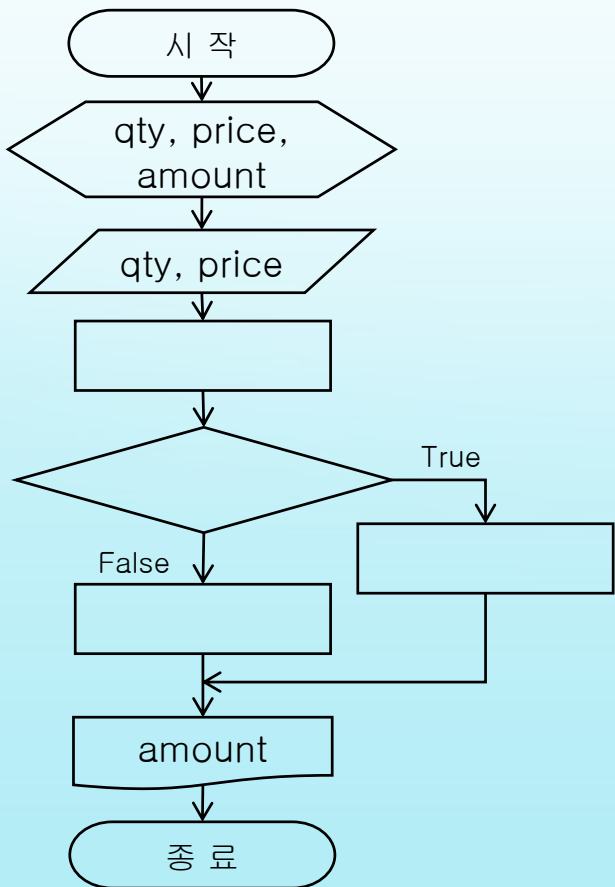 시 작
qty, price,
amount
qty, price
True
False
amount
종 료